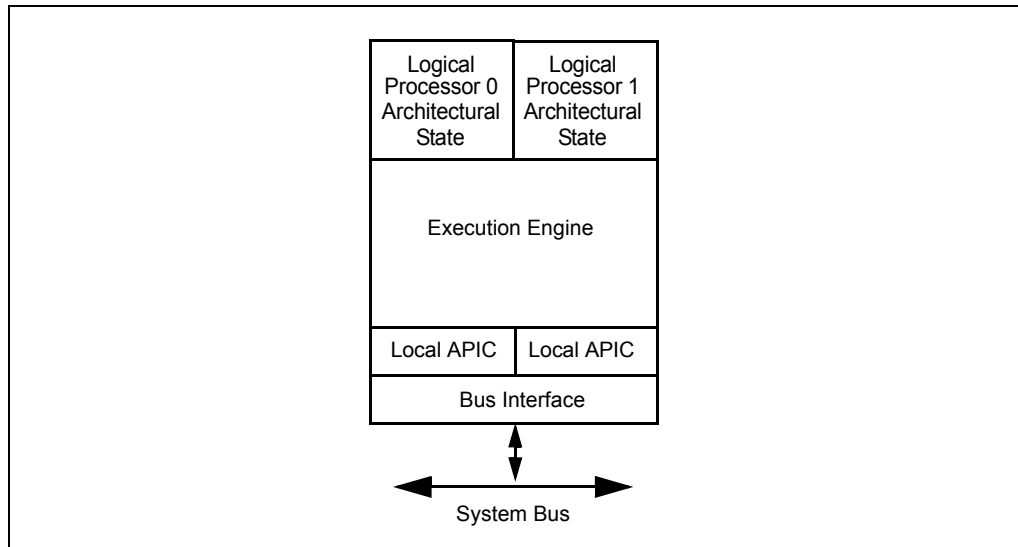 Logical
Processor 0
Architectural
State
Logical
Processor 1
Architectural
State
Execution Engine
Local APIC
Local APIC
Bus Interface
System Bus